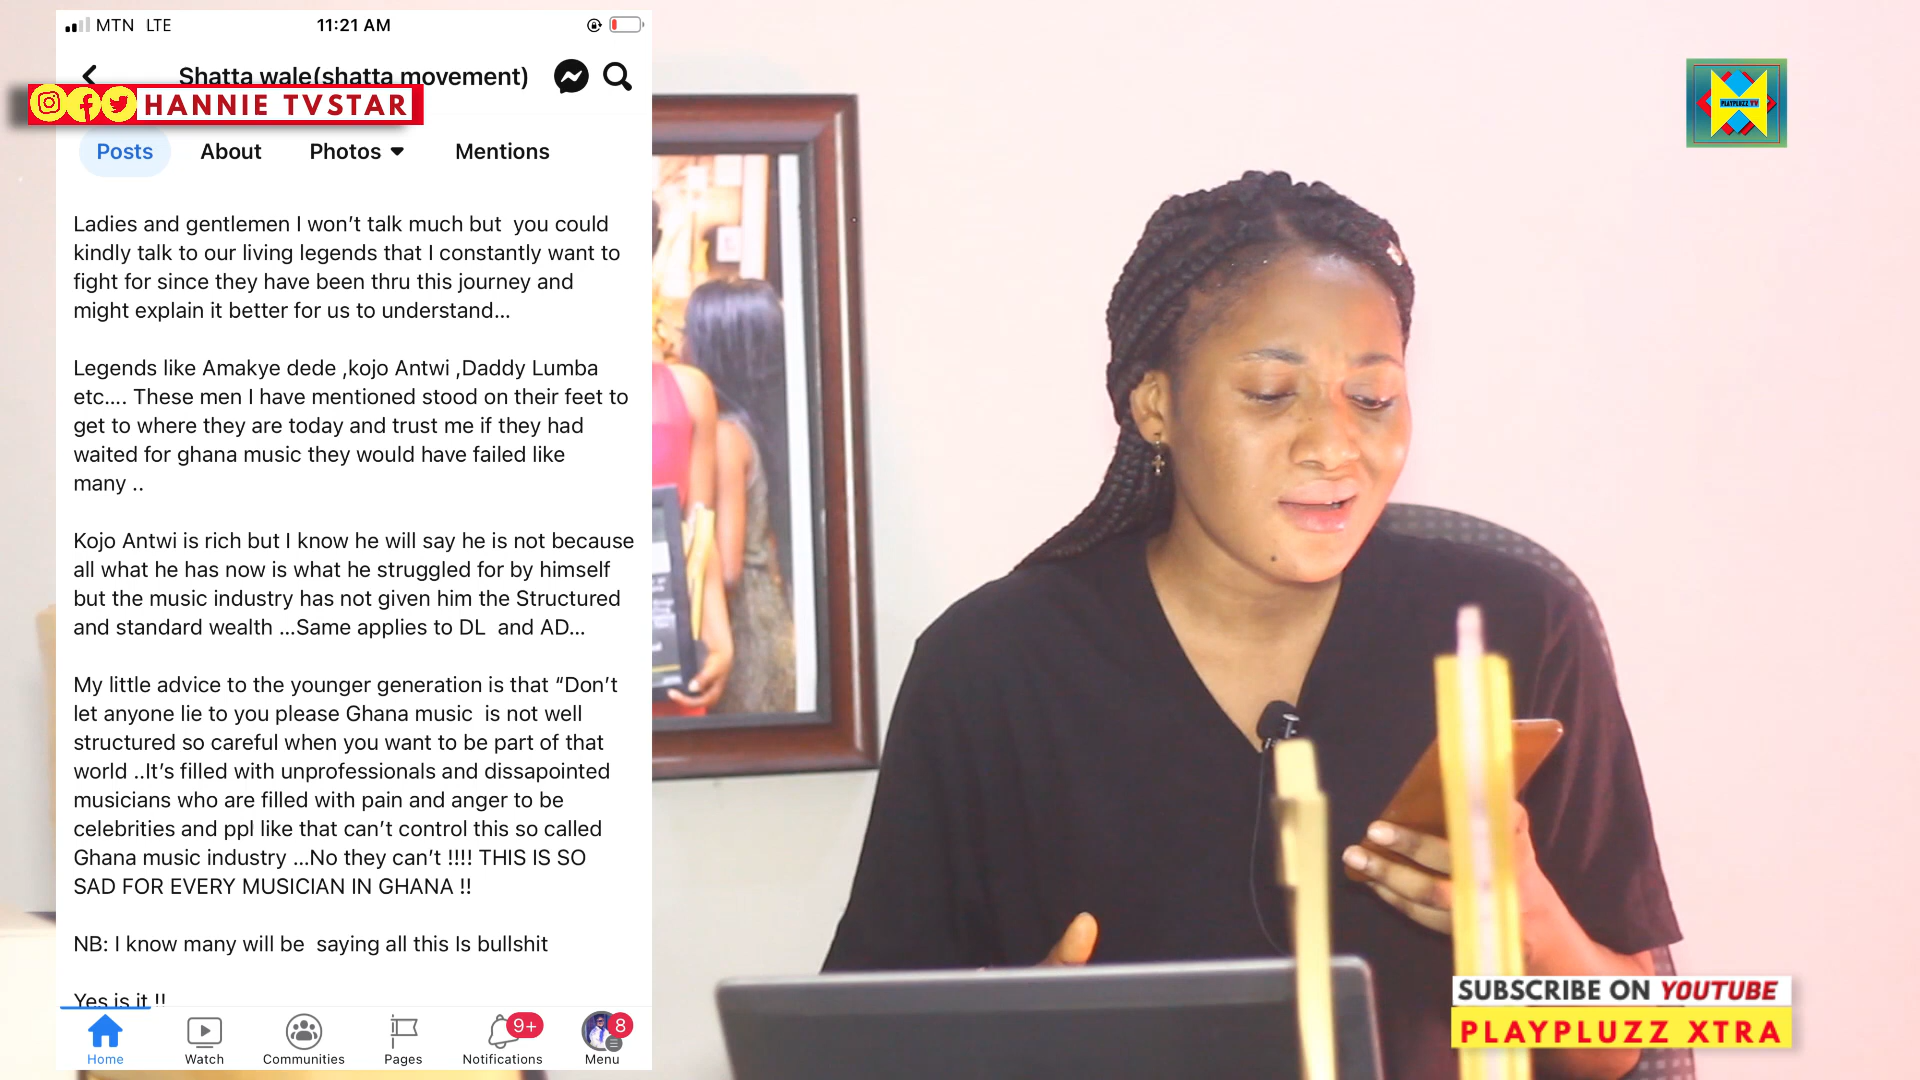 MTN LTE 11:21 AM
Shatta wale(shatta movement)
HANNIE TVSTAR
Posts About Photos Mentions
Ladies and gentlemen I won’t talk much but  you could
kindly talk to our living legends that I constantly want to
fight for since they have been thru this journey and
might explain it better for us to understand...
Legends like Amakye dede ,kojo Antwi ,Daddy Lumba
etc.... These men I have mentioned stood on their feet to
get to where they are today and trust me if they had
waited for ghana music they would have failed like
many ..
Kojo Antwi is rich but I know he will say he is not because
all what he has now is what he struggled for by himself
but the music industry has not given him the Structured
and standard wealth ...Same applies to DL  and AD...
My little advice to the younger generation is that “Don’t
let anyone lie to you please Ghana music  is not well
structured so careful when you want to be part of that
world ..It’s filled with unprofessionals and dissapointed
musicians who are filled with pain and anger to be
celebrities and ppl like that can’t control this so called
Ghana music industry ...No they can’t !!!! THIS IS SO
SAD FOR EVERY MUSICIAN IN GHANA !!
NB: I know many will be  saying all this Is bullshit
Yes is it !!
9+ 8
Home Watch Communities Pages Notifications Menu
PLAYPLUZZ TV
SUBSCRIBE ON YOUTUBE
PLAYPLUZZ XTRA